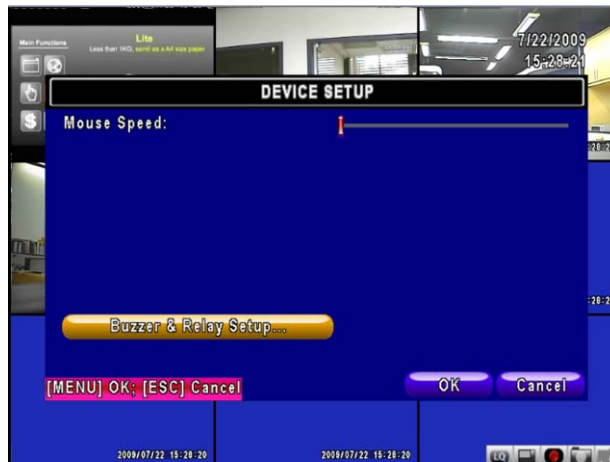 Main Functions
Lite
Less than 1KG, small as a A4 size paper
7/22/2009
15:28:21
DEVICE SETUP
Mouse Speed:
Buzzer & Relay Setup...
[MENU] OK; [ESC] Cancel
OK
Cancel
2009/07/22 15:28:20
2009/07/22 15:28:20
LQ